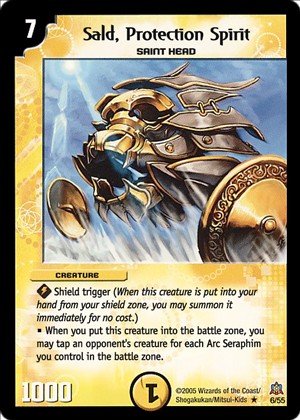 7
Sald, Protection Spirit
SAINT HEAD
CREATURE
Shield trigger (When this creature is put into your
hand from your shield zone, you may summon it
immediately for no cost.)
▪ When you put this creature into the battle zone, you
may tap an opponent's creature for each Arc Seraphim
you control in the battle zone.
1000
1
©2005 Wizards of the Coast/
Shogakukan/Mitsui-Kids ★ 6/55